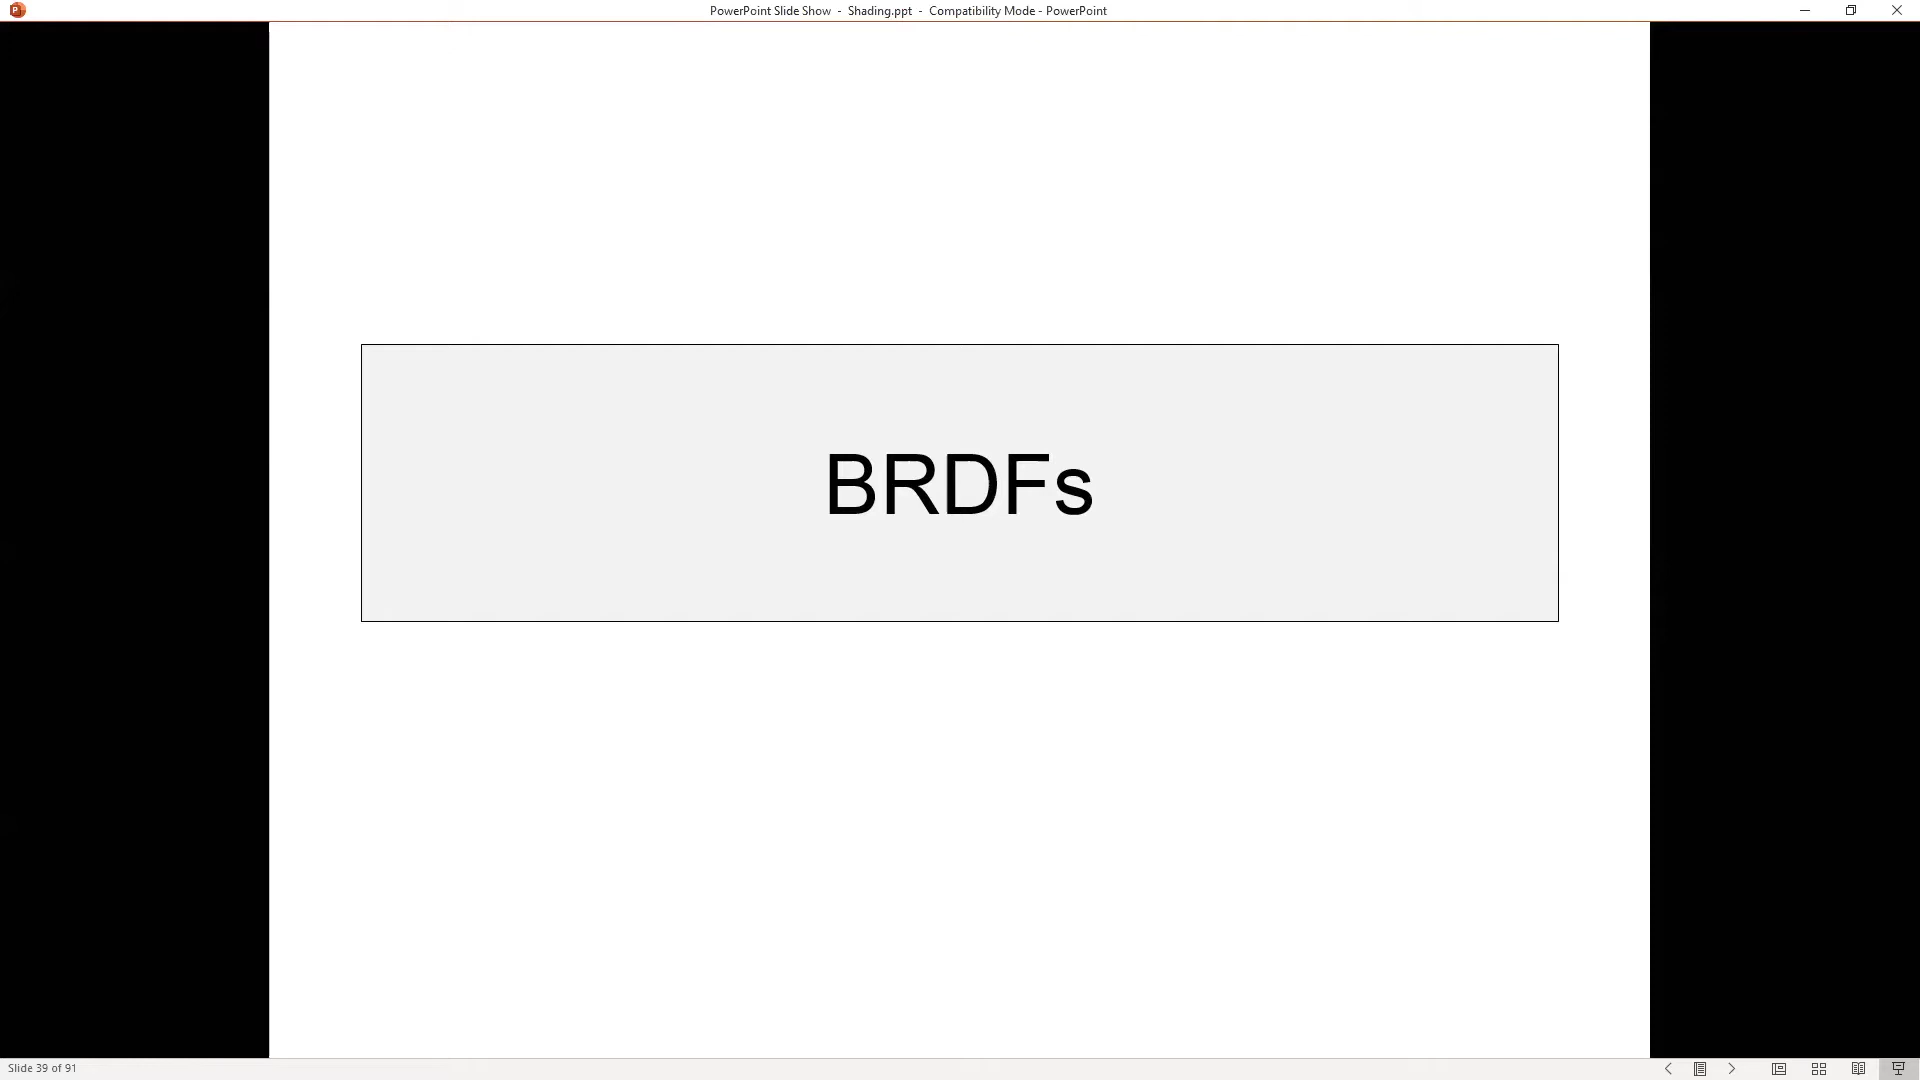 PowerPoint Slide Show - Shading.ppt - Compatibility Mode - PowerPoint
BRDFs
Slide 39 of 91